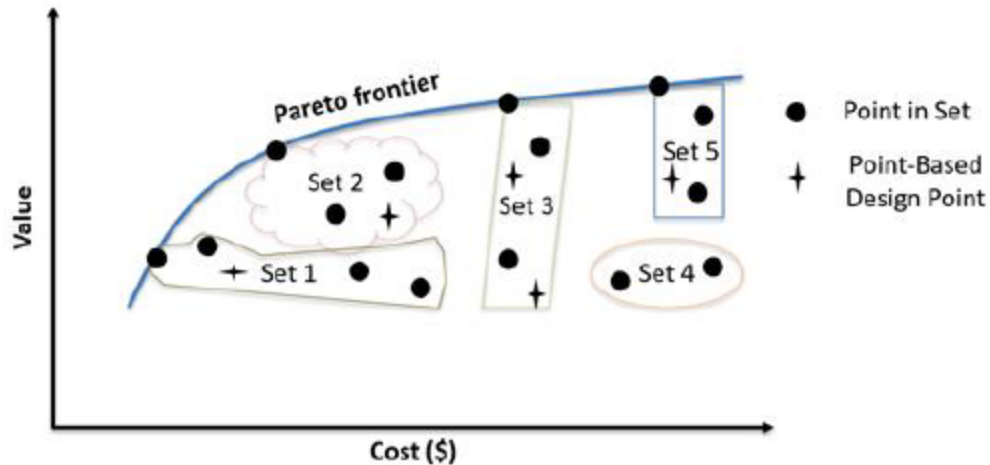 Pareto frontier
Set 2
Set 5
Set 3
Set 1
Set 4
Value
Cost ($)
Point in Set
Point-Based
Design Point